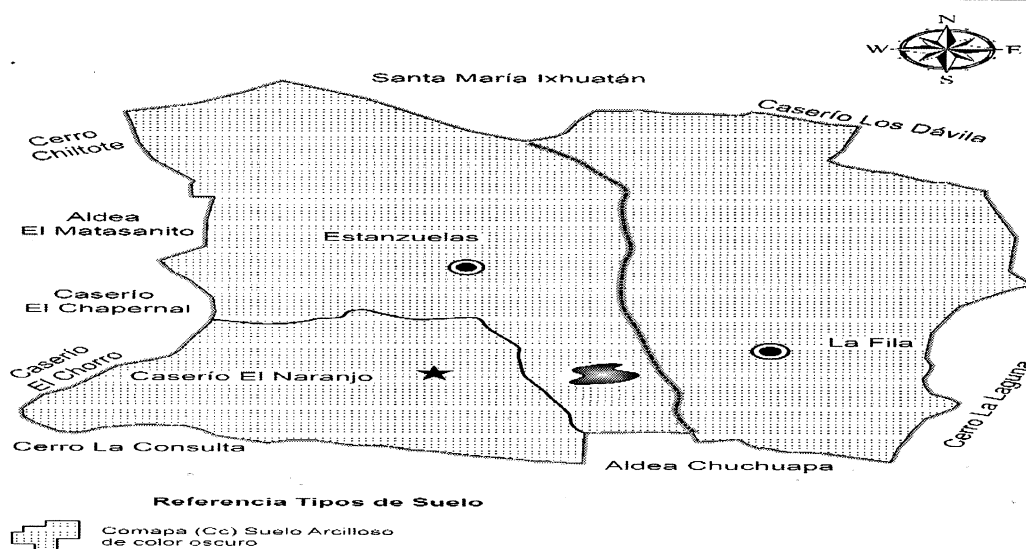 N
W
E
S
Santa María Ixhuatán
Caserío Los Dávila
Cerro
Chiltote
Aldea
El Matasanito
Estanzuelas
Caserío
El Chapernal
La Fila
Caserío
El Chorro
Caserío El Naranjo
Cerro La Laguna
Cerro La Consulta
Aldea Chuchuapa
Referencia Tipos de Suelo
Comapa (Cc) Suelo Arcilloso
de color oscuro